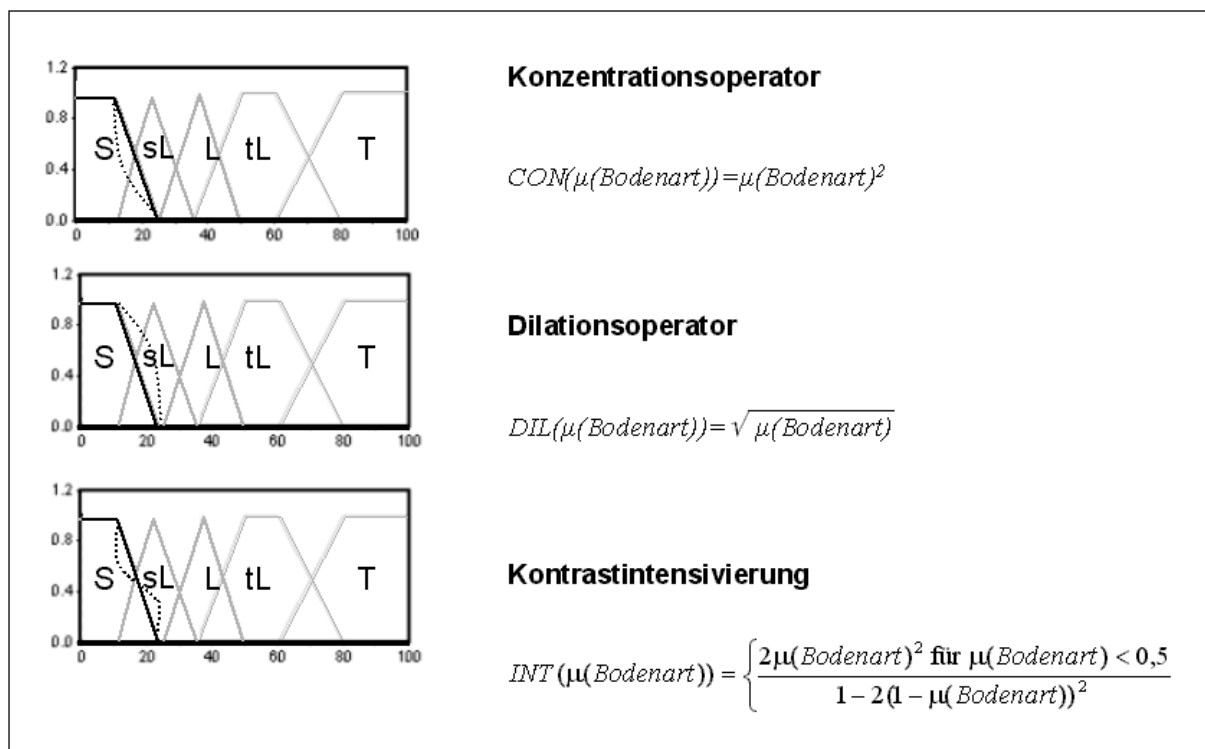 1.2
0.8
0.4
0.0
S sL L tL T
0 20 40 60 80 100
Konzentrationsoperator
CON(μ(Bodenart))=μ(Bodenart)²
1.2
0.8
0.4
0.0
S sL L tL T
0 20 40 60 80 100
Dilationsoperator
DIL(μ(Bodenart))=√μ(Bodenart)
1.2
0.8
0.4
0.0
S sL L tL T
0 20 40 60 80 100
Kontrastintensivierung
INT(μ(Bodenart)) = { 2μ(Bodenart)² für μ(Bodenart) < 0,5
1 − 2(1 − μ(Bodenart))²